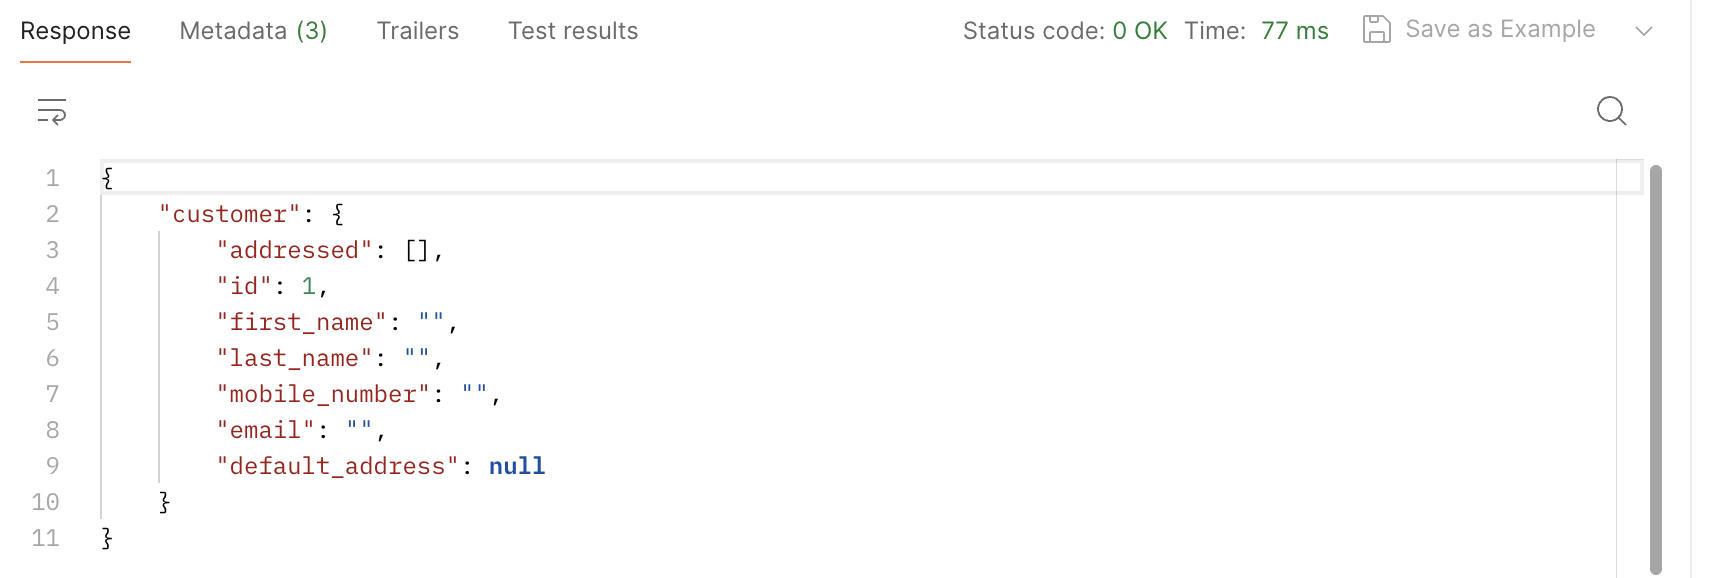 Response Metadata (3) Trailers Test results Status code: 0 OK Time: 77 ms Save as Example
1 {
2 "customer": {
3 "addressed": [],
4 "id": 1,
5 "first_name": "",
6 "last_name": "",
7 "mobile_number": "",
8 "email": "",
9 "default_address": null
10 }
11 }